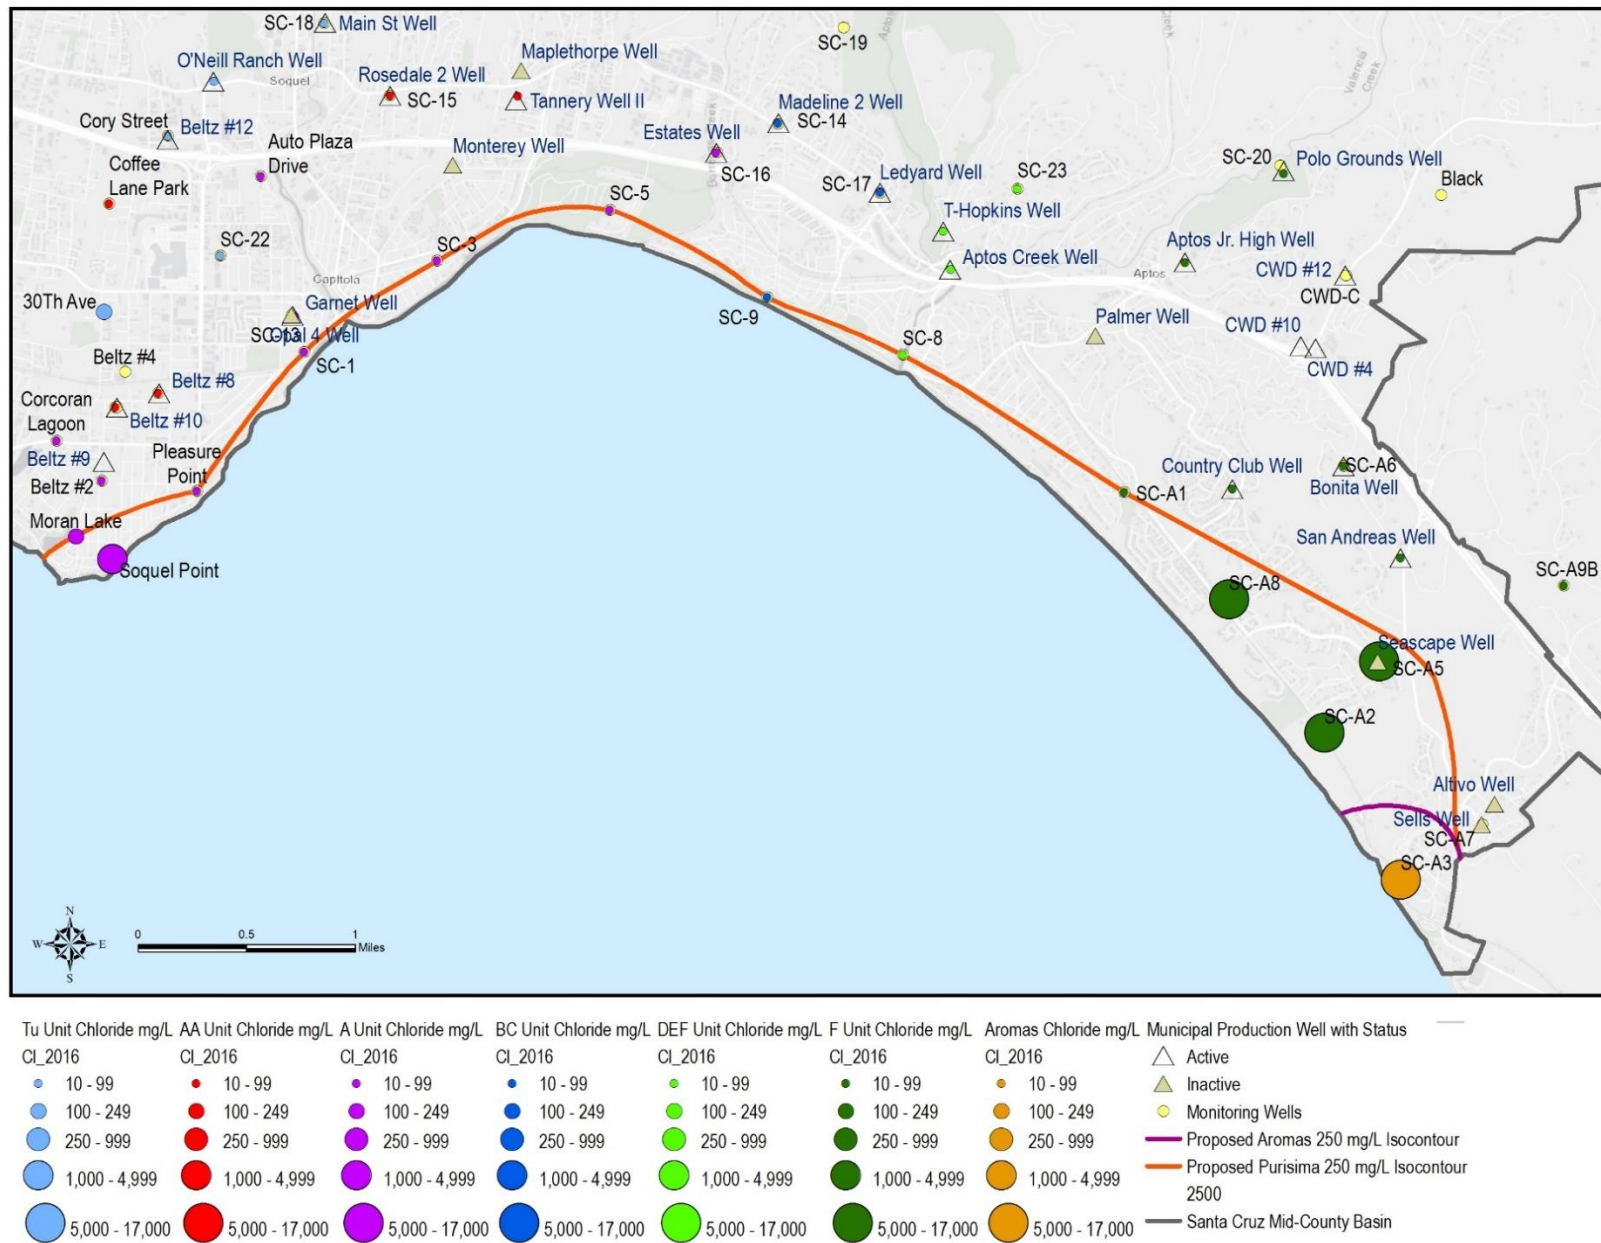 SC-18
Main St Well
SC-19
Aptos
Creek
O'Neill Ranch Well
Soquel
Maplethorpe Well
Rosedale 2 Well
SC-15
Tannery Well II
Valencia
Creek
Cory Street
Beltz #12
Madeline 2 Well
SC-14
Auto Plaza
Drive
Coffee
Lane Park
Monterey Well
Estates Well
SC-16
SC-20
Polo Grounds Well
Black
SC-17
Ledyard Well
SC-23
SC-5
T-Hopkins Well
SC-22
SC-3
Capitola
Aptos Creek Well
Aptos
Aptos Jr. High Well
CWD #12
CWD-C
30Th Ave
Garnet Well
SC-13
Opal 4 Well
SC-1
SC-9
SC-8
Palmer Well
CWD #10
CWD #4
Beltz #4
Beltz #8
Beltz #10
Corcoran
Lagoon
Beltz #9
Beltz #2
Pleasure
Point
Country Club Well
SC-A6
Bonita Well
SC-A1
Moran Lake
Soquel Point
San Andreas Well
SC-A8
SC-A9B
Seascape Well
SC-A5
SC-A2
Altivo Well
Sells Well
SC-A7
SC-A3
N
W E
S
0 0.5 1
Miles
Tu Unit Chloride mg/L
Cl_2016
10 - 99
100 - 249
250 - 999
1,000 - 4,999
5,000 - 17,000
AA Unit Chloride mg/L
Cl_2016
10 - 99
100 - 249
250 - 999
1,000 - 4,999
5,000 - 17,000
A Unit Chloride mg/L
Cl_2016
10 - 99
100 - 249
250 - 999
1,000 - 4,999
5,000 - 17,000
BC Unit Chloride mg/L
Cl_2016
10 - 99
100 - 249
250 - 999
1,000 - 4,999
5,000 - 17,000
DEF Unit Chloride mg/L
Cl_2016
10 - 99
100 - 249
250 - 999
1,000 - 4,999
5,000 - 17,000
F Unit Chloride mg/L
Cl_2016
10 - 99
100 - 249
250 - 999
1,000 - 4,999
5,000 - 17,000
Aromas Chloride mg/L
Cl_2016
10 - 99
100 - 249
250 - 999
1,000 - 4,999
5,000 - 17,000
Municipal Production Well with Status
Active
Inactive
Monitoring Wells
Proposed Aromas 250 mg/L Isocontour
Proposed Purisima 250 mg/L Isocontour
2500
Santa Cruz Mid-County Basin